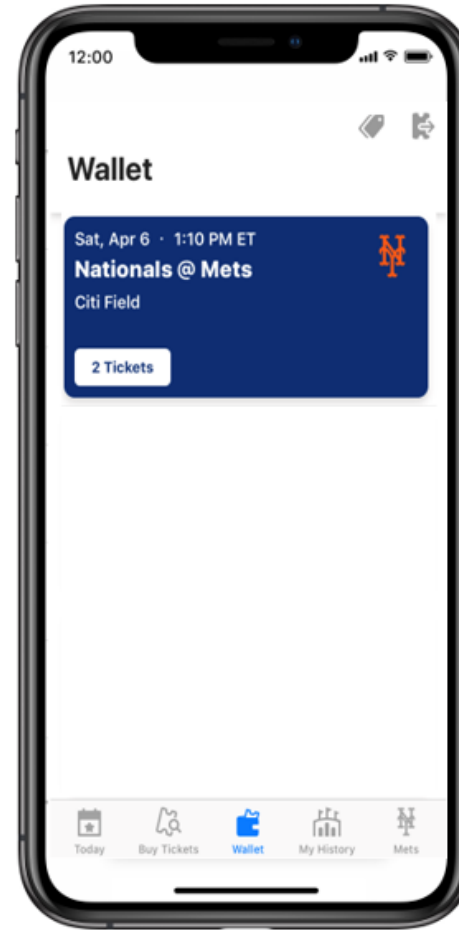 12:00
Wallet
Sat, Apr 6 · 1:10 PM ET
Nationals @ Mets
Citi Field
2 Tickets
Today Buy Tickets Wallet My History Mets